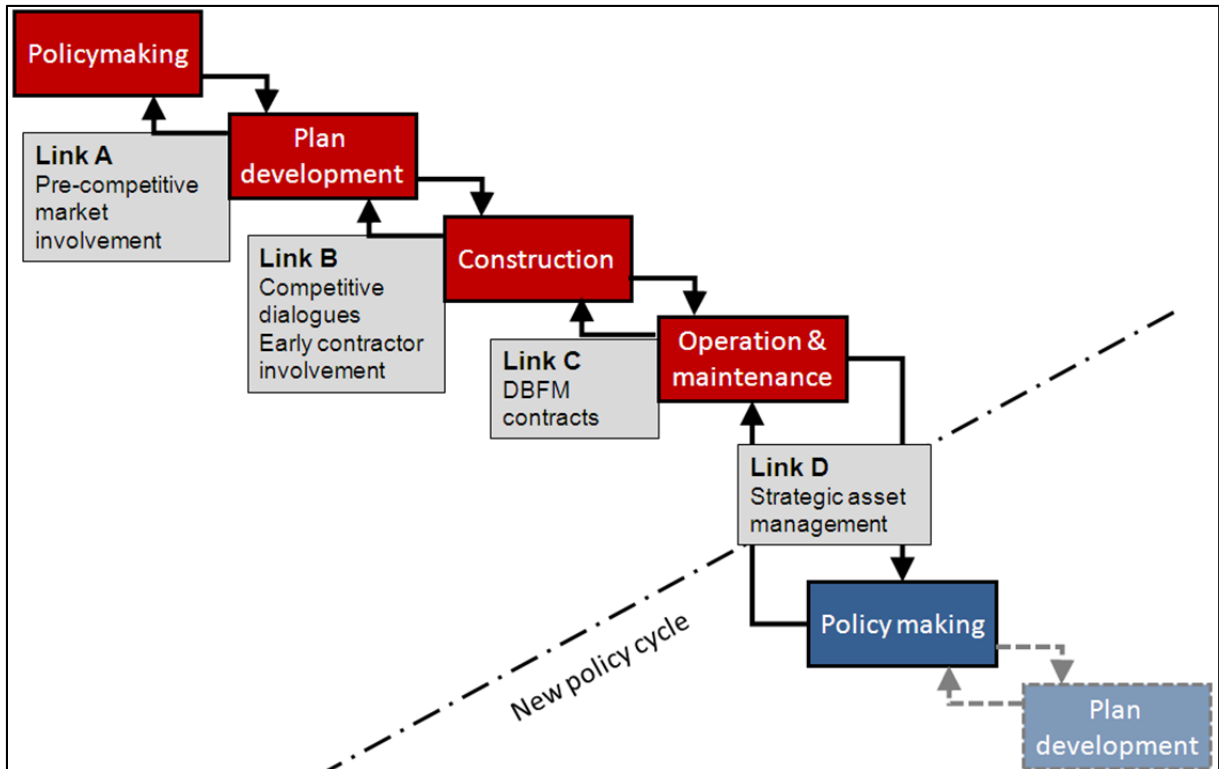 Policymaking
Plan
development
Link A
Pre-competitive
market
involvement
Construction
Link B
Competitive
dialogues
Early contractor
involvement
Operation &
maintenance
Link C
DBFM
contracts
Link D
Strategic asset
management
Policy making
New policy cycle
Plan
development